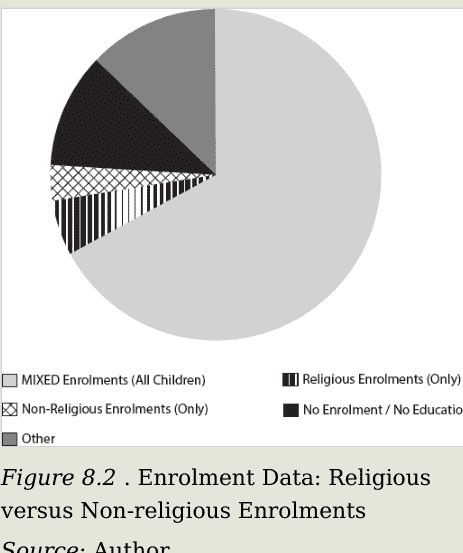 MIXED Enrolments (All Children)
Religious Enrolments (Only)
Non-Religious Enrolments (Only)
No Enrolment / No Educatio
Other
Figure 8.2 . Enrolment Data: Religious
versus Non-religious Enrolments
Source: Author